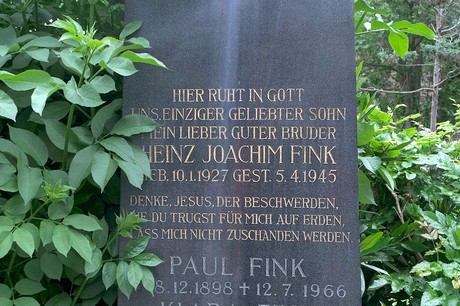 HIER RUHT IN GOTT
UNS. EINZIGER GELIEBTER SOHN
MEIN LIEBER GUTER BRUDER
HEINZ JOACHIM FINK
GEB. 10.1.1927 GEST. 5.4.1945
DENKE, JESUS, DER BESCHWERDEN,
DIE DU TRUGST FÜR MICH AUF ERDEN,
LASS MICH NICHT ZUSCHANDEN WERDEN.
PAUL FINK
8.12.1898 12.7.1966